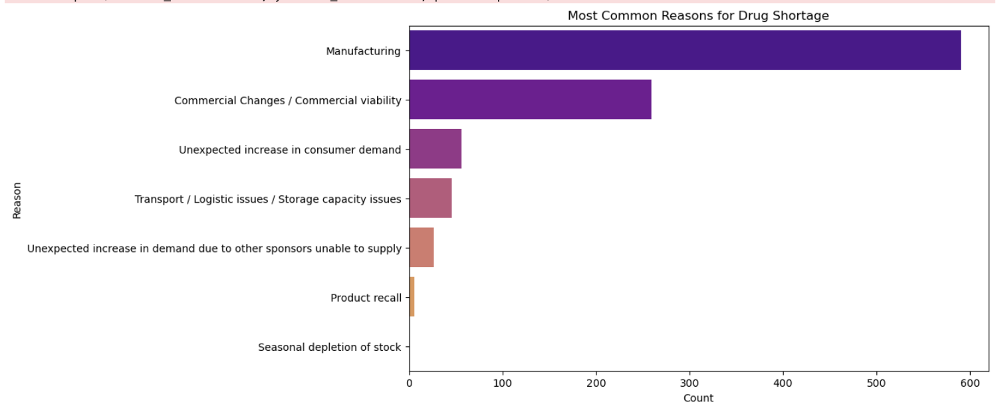 Most Common Reasons for Drug Shortage
Manufacturing
Commercial Changes / Commercial viability
Unexpected increase in consumer demand
Transport / Logistic issues / Storage capacity issues
Unexpected increase in demand due to other sponsors unable to supply
Product recall
Seasonal depletion of stock
Reason
0 100 200 300 400 500 600
Count